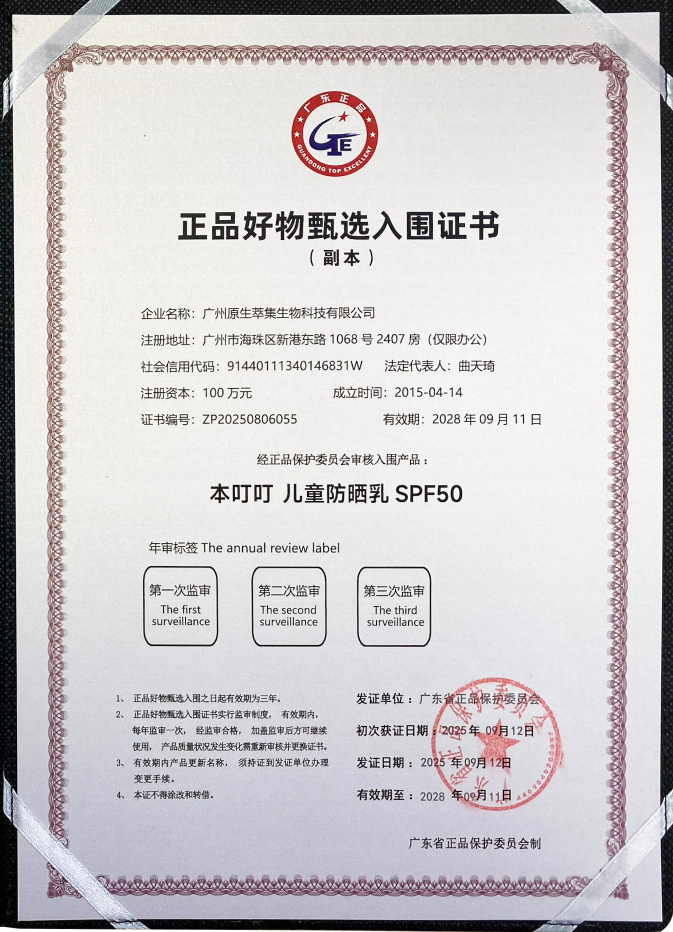 广东正品
GTE
GUANDONG TOP EXCELLENT
正品好物甄选入围证书
（副本）
企业名称：广州原生萃集生物科技有限公司
注册地址：广州市海珠区新港东路 1068 号 2407 房（仅限办公）
社会信用代码：91440111340146831W 法定代表人：曲天琦
注册资本：100 万元 成立时间：2015-04-14
证书编号：ZP20250806055 有效期：2028 年 09 月 11 日
经正品保护委员会审核入围产品：
本叮叮 儿童防晒乳 SPF50
年审标签 The annual review label
第一次监审 第二次监审 第三次监审
The first The second The third
surveillance surveillance surveillance
1、 正品好物甄选入围之日起有效期为三年。
2、 正品好物甄选入围证书实行监审制度， 有效期内，
每年监审一次， 经监审合格， 加盖监审后方可继续
使用， 产品质量状况发生变化需重新审核并更换证书。
3、 有效期内产品更新名称， 须持证到发证单位办理
变更手续。
4、 本证不得涂改和转借。
发证单位：广东省正品保护委员会
初次获证日期：2025 年 09月12日
发证日期：2025 年09月12日
有效期至：2028 年09月11日
广东省正品保护委员会制